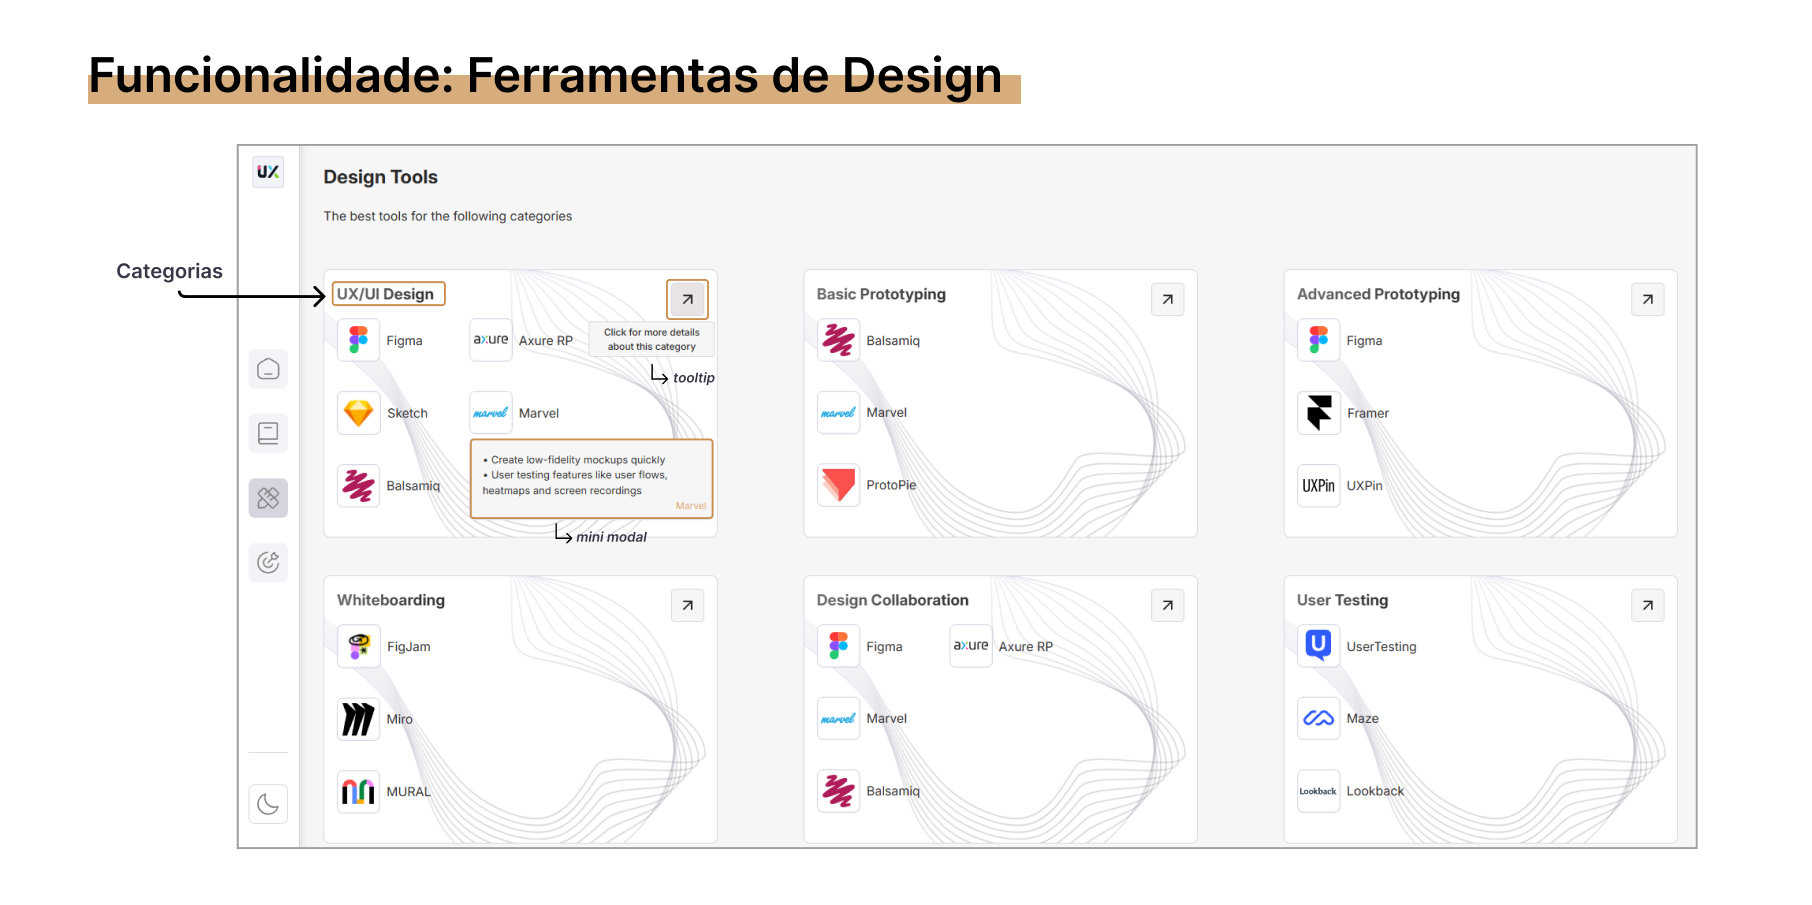 Funcionalidade: Ferramentas de Design
UX
Design Tools
The best tools for the following categories
Categorias
UX/UI Design
Figma
axure
Axure RP
Click for more details
about this category
tooltip
Sketch
marvel
Marvel
Balsamiq
• Create low-fidelity mockups quickly
• User testing features like user flows,
heatmaps and screen recordings
Marvel
mini modal
Basic Prototyping
Balsamiq
marvel
Marvel
ProtoPie
Advanced Prototyping
Figma
Framer
UXPin
UXPin
Whiteboarding
FigJam
Miro
MURAL
Design Collaboration
Figma
axure
Axure RP
marvel
Marvel
Balsamiq
User Testing
U
UserTesting
Maze
Lookback
Lookback